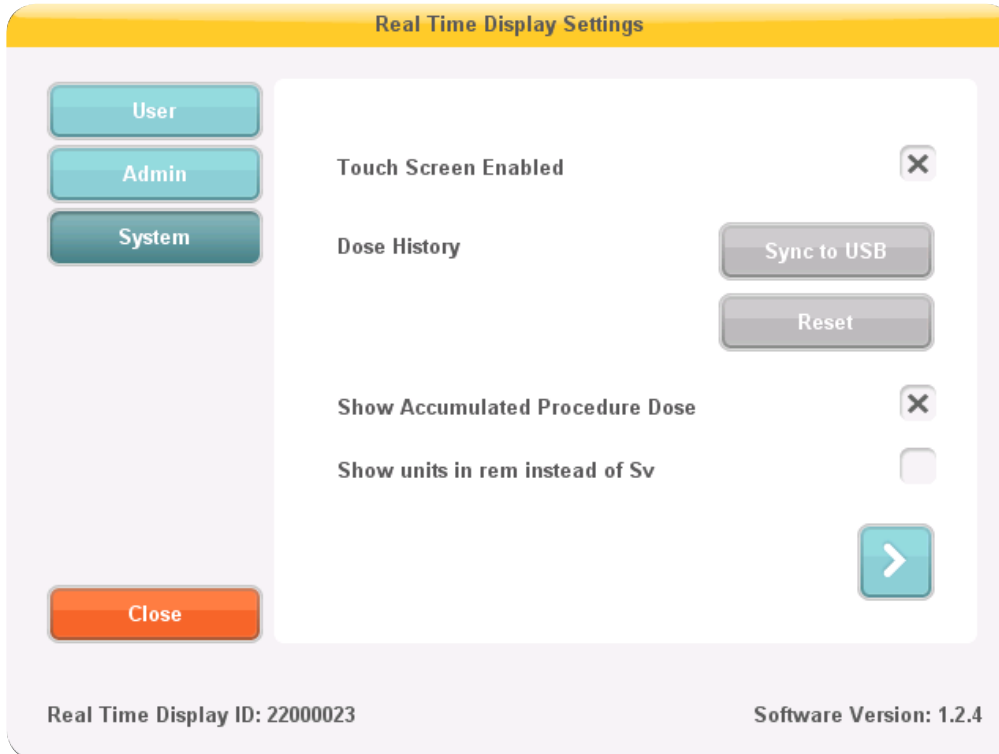 Real Time Display Settings
User
Admin
System
Touch Screen Enabled
Dose History
Sync to USB
Reset
Show Accumulated Procedure Dose
Show units in rem instead of Sv
Close
Real Time Display ID: 22000023
Software Version: 1.2.4